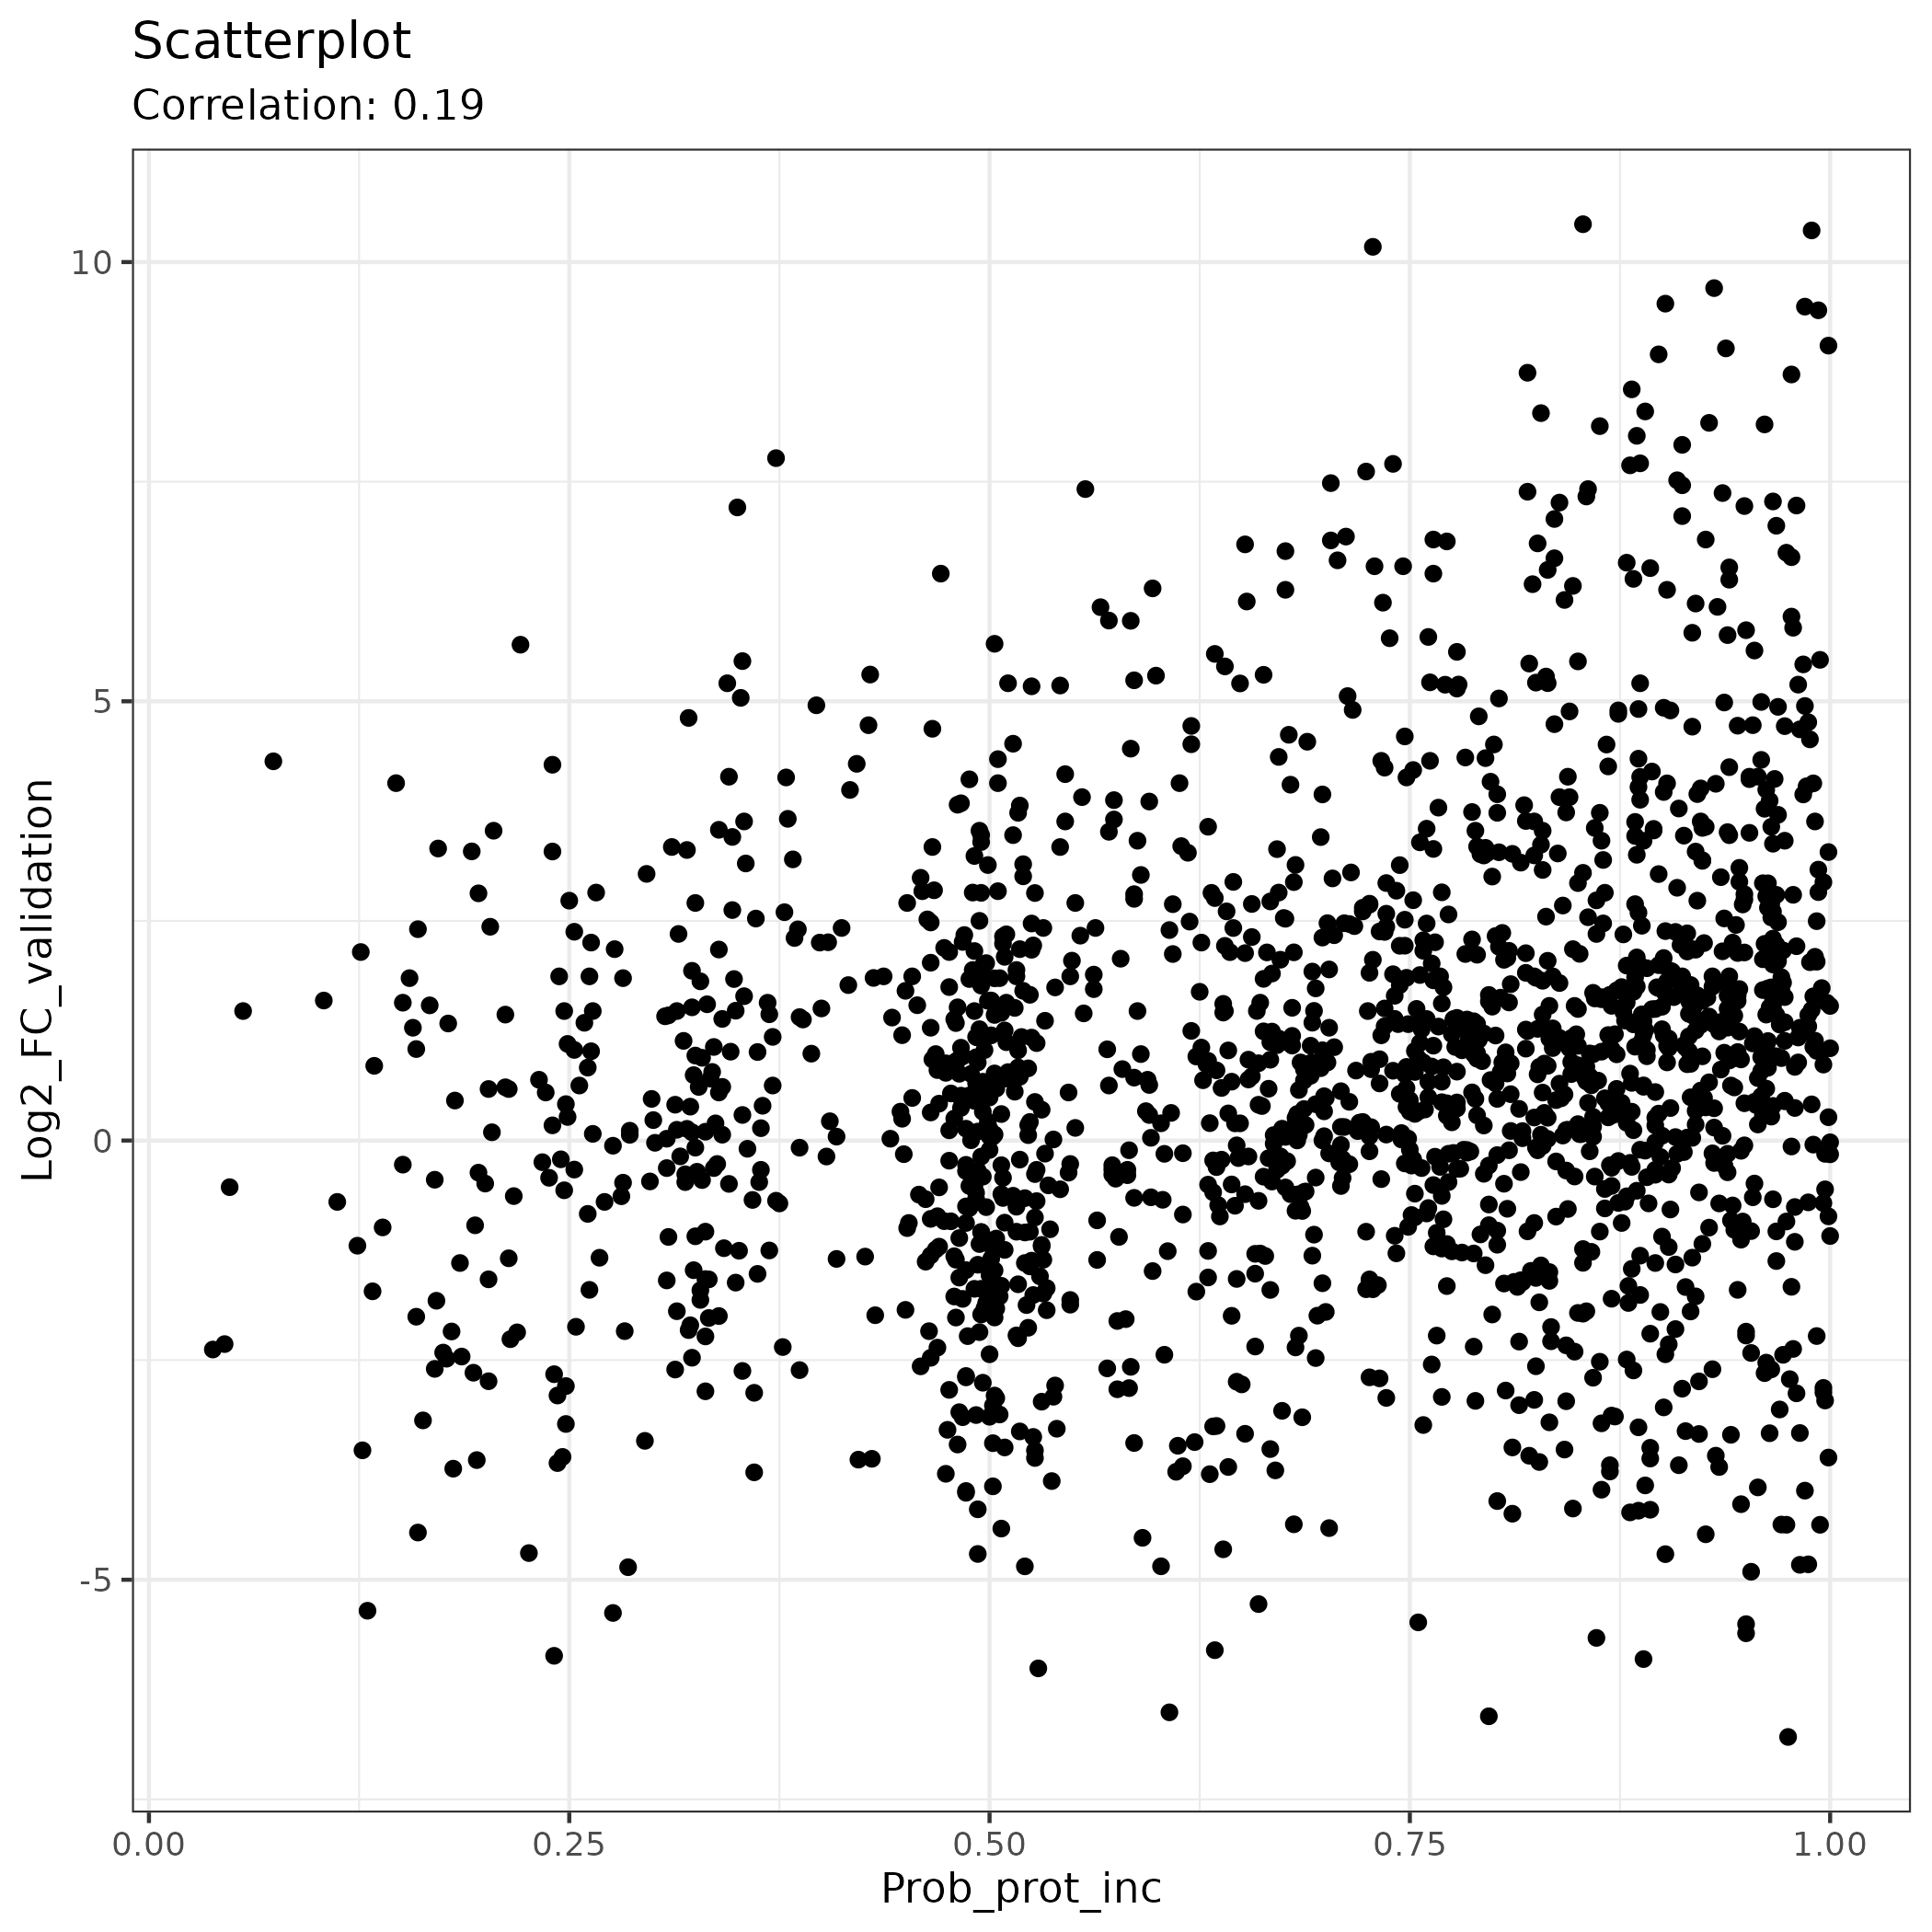 Scatterplot
Correlation: 0.19
10
5
0
-5
Log2_FC_validation
0.00 0.25 0.50 0.75 1.00
Prob_prot_inc